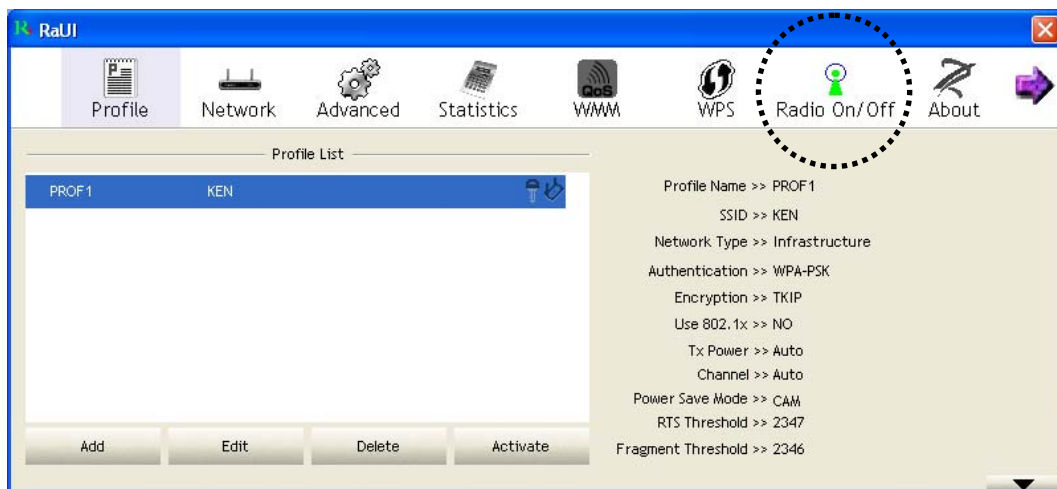 RaUI
Profile Network Advanced Statistics WMM WPS Radio On/Off About
Profile List
PROF1 KEN
Profile Name >> PROF1
SSID >> KEN
Network Type >> Infrastructure
Authentication >> WPA-PSK
Encryption >> TKIP
Use 802.1x >> NO
Tx Power >> Auto
Channel >> Auto
Power Save Mode >> CAM
RTS Threshold >> 2347
Fragment Threshold >> 2346
Add Edit Delete Activate